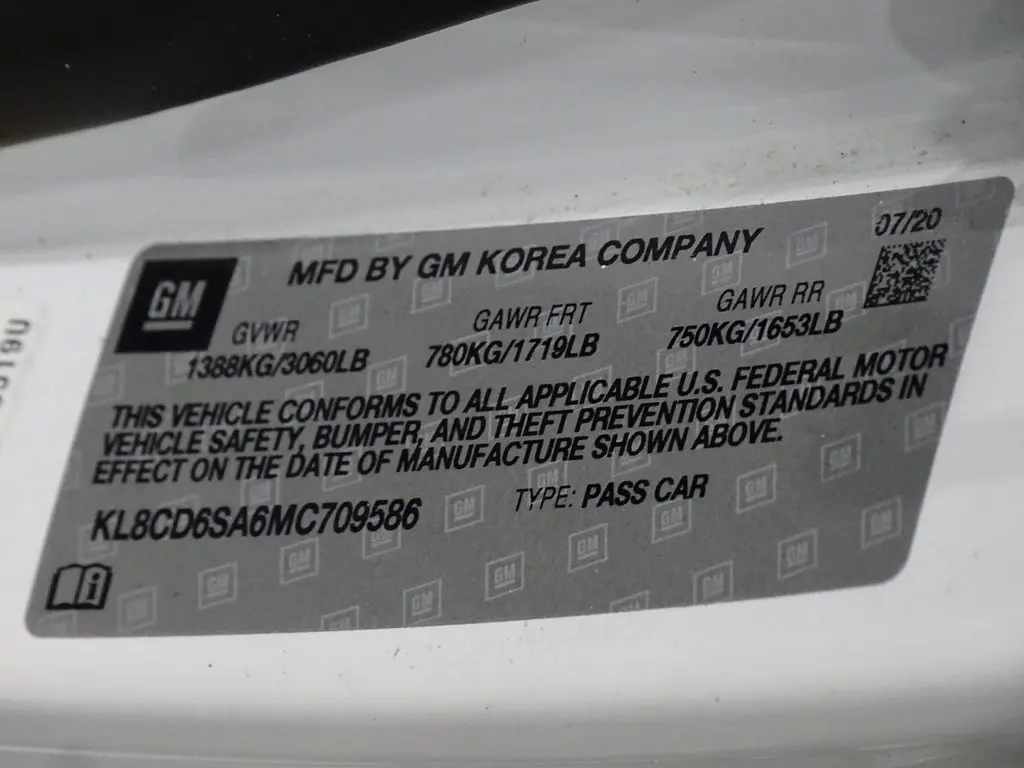 07/20
GM MFD BY GM KOREA COMPANY
GVWR GAWR FRT GAWR RR
1388KG/3060LB 780KG/1719LB 750KG/1653LB
THIS VEHICLE CONFORMS TO ALL APPLICABLE U.S. FEDERAL MOTOR
VEHICLE SAFETY, BUMPER, AND THEFT PREVENTION STANDARDS IN
EFFECT ON THE DATE OF MANUFACTURE SHOWN ABOVE.
KL8CD6SA6MC709586 TYPE: PASS CAR